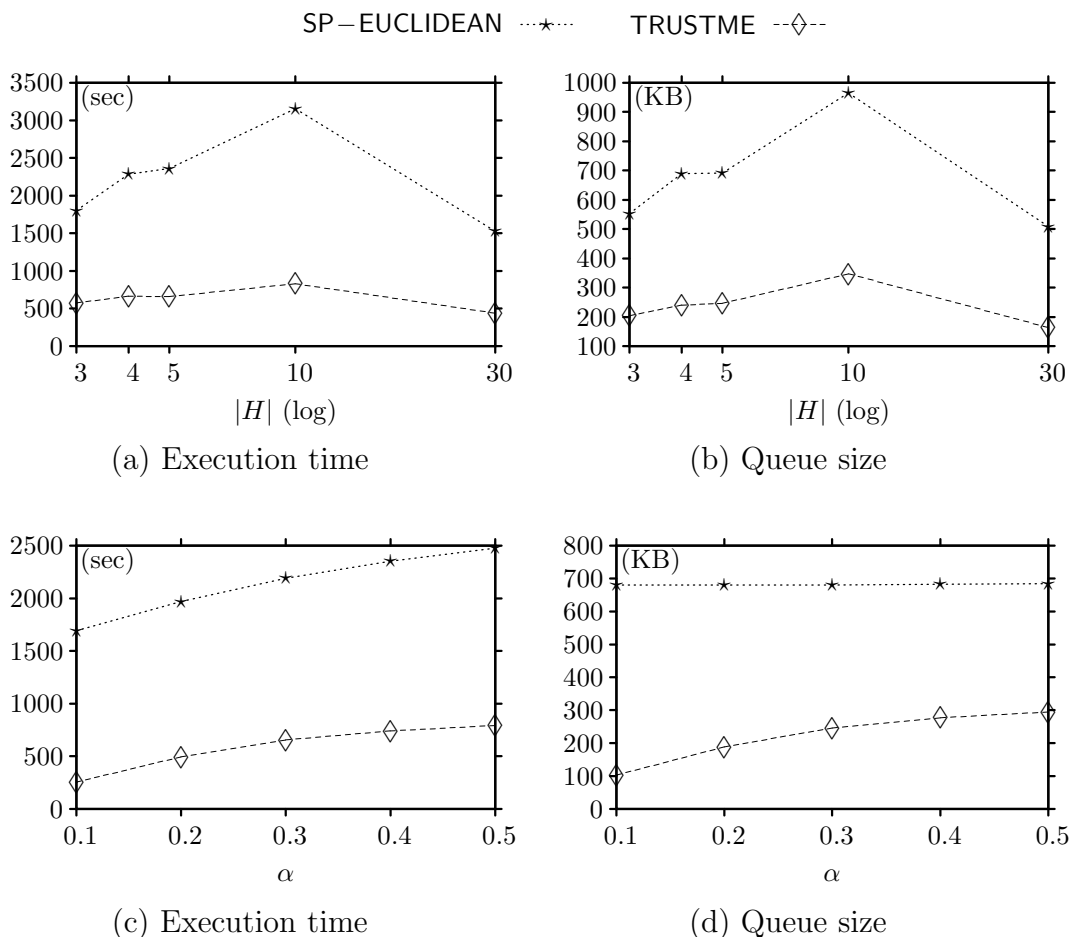 SP−EUCLIDEAN TRUSTME
(sec)
3500
3000
2500
2000
1500
1000
500
0
3 4 5 10 30
|H| (log)
(a) Execution time
(KB)
1000
900
800
700
600
500
400
300
200
100
3 4 5 10 30
|H| (log)
(b) Queue size
(sec)
2500
2000
1500
1000
500
0
0.1 0.2 0.3 0.4 0.5
α
(c) Execution time
(KB)
800
700
600
500
400
300
200
100
0
0.1 0.2 0.3 0.4 0.5
α
(d) Queue size